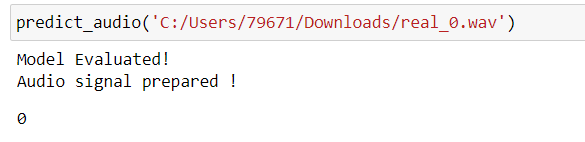 predict_audio('C:/Users/79671/Downloads/real_0.wav')
Model Evaluated!
Audio signal prepared !
0